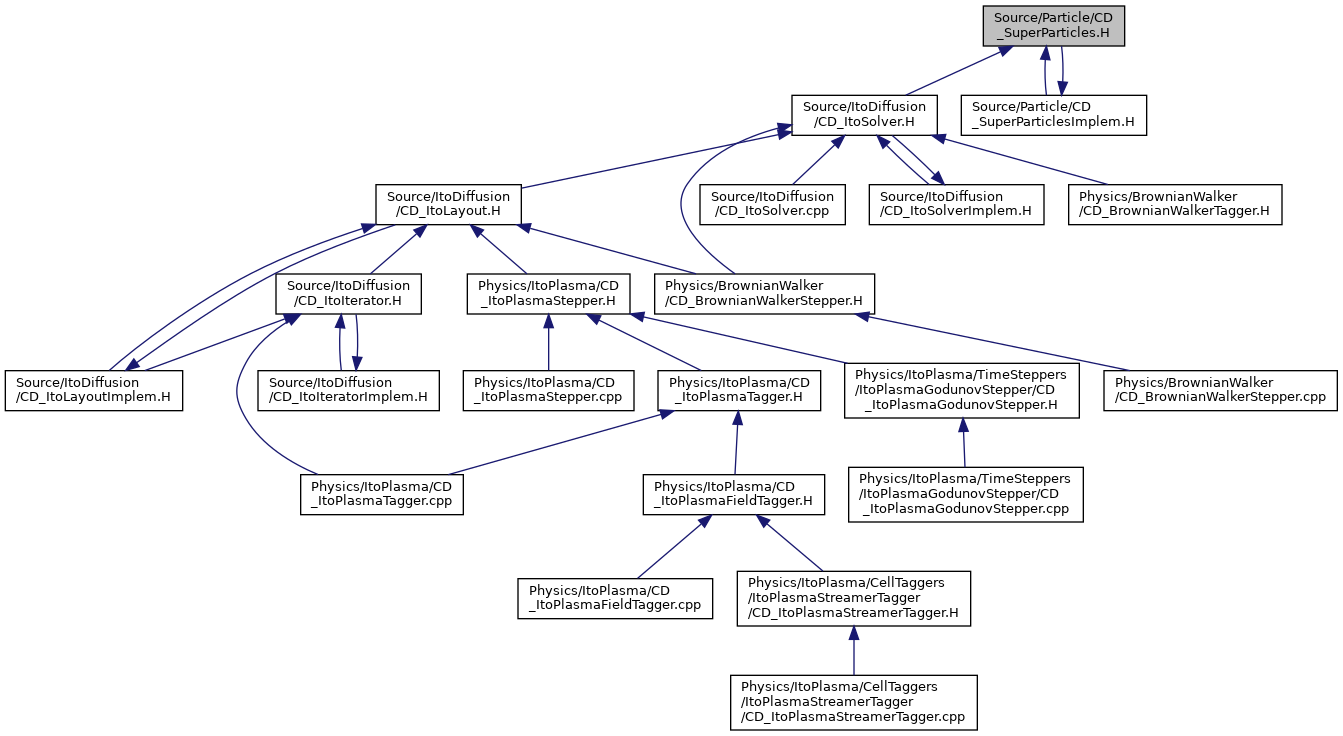 Source/Particle/CD
_SuperParticles.H
Source/ItoDiffusion
/CD_ItoSolver.H
Source/Particle/CD
_SuperParticlesImplem.H
Source/ItoDiffusion
/CD_ItoLayout.H
Source/ItoDiffusion
/CD_ItoSolver.cpp
Source/ItoDiffusion
/CD_ItoSolverImplem.H
Physics/BrownianWalker
/CD_BrownianWalkerTagger.H
Source/ItoDiffusion
/CD_ItoIterator.H
Physics/ItoPlasma/CD
_ItoPlasmaStepper.H
Physics/BrownianWalker
/CD_BrownianWalkerStepper.H
Source/ItoDiffusion
/CD_ItoLayoutImplem.H
Source/ItoDiffusion
/CD_ItoIteratorImplem.H
Physics/ItoPlasma/CD
_ItoPlasmaStepper.cpp
Physics/ItoPlasma/CD
_ItoPlasmaTagger.H
Physics/ItoPlasma/TimeSteppers
/ItoPlasmaGodunovStepper/CD
_ItoPlasmaGodunovStepper.H
Physics/BrownianWalker
/CD_BrownianWalkerStepper.cpp
Physics/ItoPlasma/CD
_ItoPlasmaTagger.cpp
Physics/ItoPlasma/CD
_ItoPlasmaFieldTagger.H
Physics/ItoPlasma/TimeSteppers
/ItoPlasmaGodunovStepper/CD
_ItoPlasmaGodunovStepper.cpp
Physics/ItoPlasma/CD
_ItoPlasmaFieldTagger.cpp
Physics/ItoPlasma/CellTaggers
/ItoPlasmaStreamerTagger
/CD_ItoPlasmaStreamerTagger.H
Physics/ItoPlasma/CellTaggers
/ItoPlasmaStreamerTagger
/CD_ItoPlasmaStreamerTagger.cpp